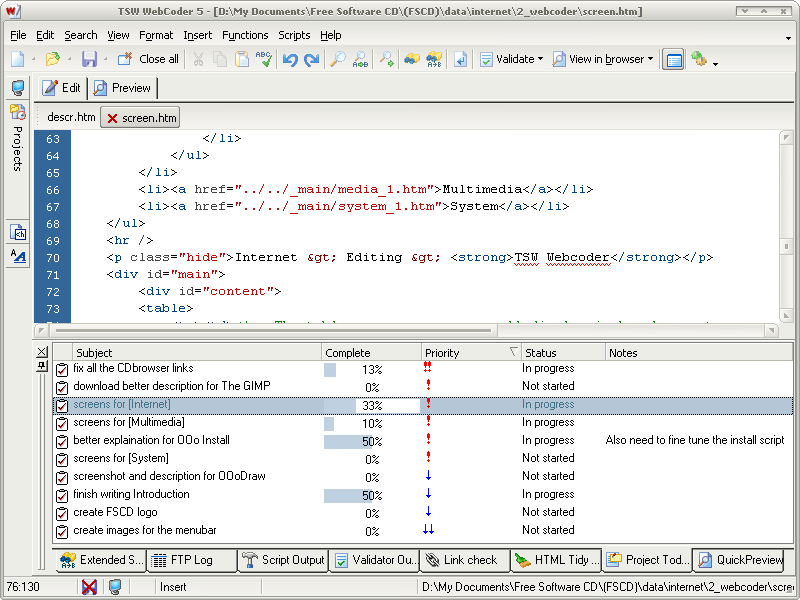 TSW WebCoder 5 - [D:\My Documents\Free Software CD\(FSCD)\data\internet\2_webcoder\screen.htm]
File Edit Search View Format Insert Functions Scripts Help
Close all ABC A⇒B A⇒B Validate View in browser
Edit Preview
Projects
descr.htm screen.htm
63 </li>
64 </ul>
65 </li>
66 <li><a href="../../_main/media_1.htm">Multimedia</a></li>
67 <li><a href="../../_main/system_1.htm">System</a></li>
68 </ul>
69 <hr />
70 <p class="hide">Internet &gt; Editing &gt; <strong>TSW Webcoder</strong></p>
71 <div id="main">
72 <div id="content">
73 <table>
Subject Complete Priority Status Notes
fix all the CDbrowser links 13% !! In progress
download better description for The GIMP 0% ! Not started
screens for [Internet] 33% ! In progress
screens for [Multimedia] 10% ! In progress
better explaination for OOo Install 50% ! In progress Also need to fine tune the install script
screens for [System] 0% ! Not started
screenshot and description for OOoDraw 0% ↓ Not started
finish writing Introduction 50% ↓ In progress
create FSCD logo 0% ↓ Not started
create images for the menubar 0% ↓↓ Not started
Extended S... FTP Log Script Output Validator Ou... Link check HTML Tidy ... Project Tod... QuickPreview
76:130 Insert D:\My Documents\Free Software CD\(FSCD)\data\internet\2_webcoder\scree